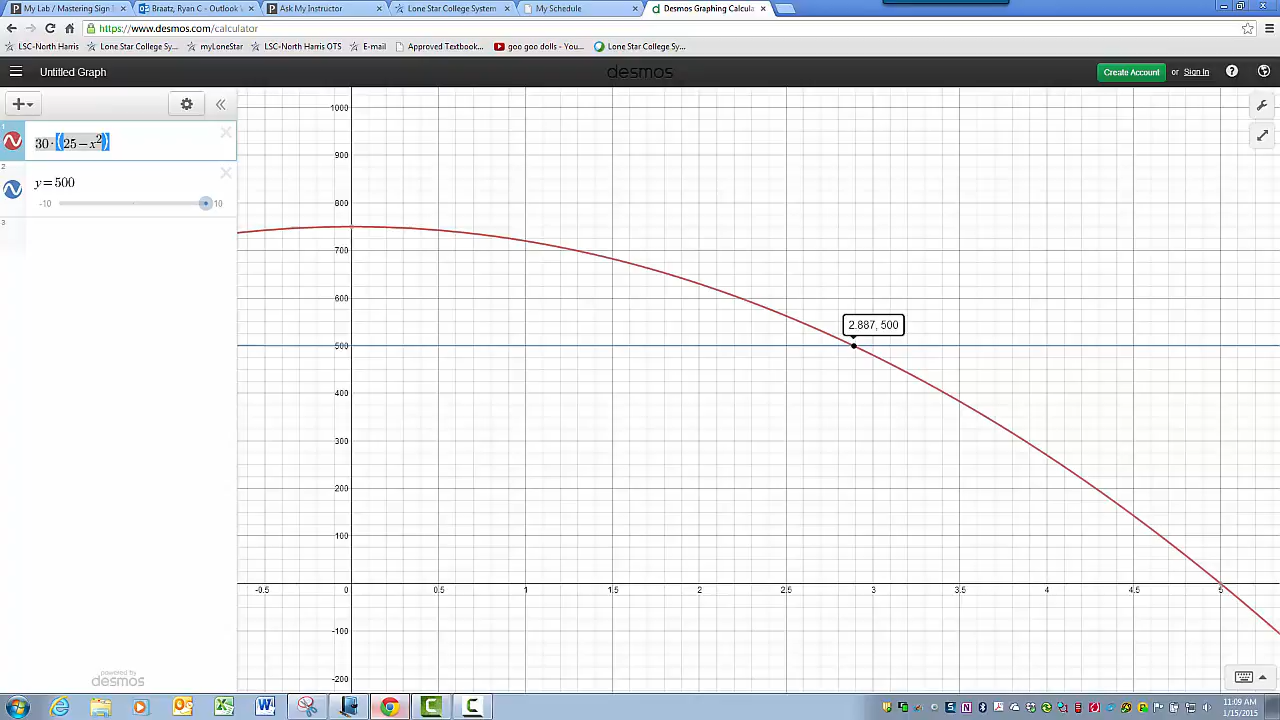 My Lab / Mastering Sign I
Braatz, Ryan C - Outlook
Ask My Instructor
Lone Star College System
My Schedule
Desmos Graphing Calcula
https://www.desmos.com/calculator
LSC-North Harris
Lone Star College Sy...
myLoneStar
LSC-North Harris OTS
E-mail
Approved Textbook...
goo goo dolls - You...
Lone Star College Sy...
Untitled Graph
desmos
Create Account
or
Sign In
1
30·(25−x²)
2
y=500
-10
10
3
1000
900
800
700
600
500
400
300
200
100
-100
-200
-0.5
0
0.5
1
1.5
2
2.5
3
3.5
4
4.5
5
2.887, 500
powered by
desmos
11:09 AM
1/15/2015